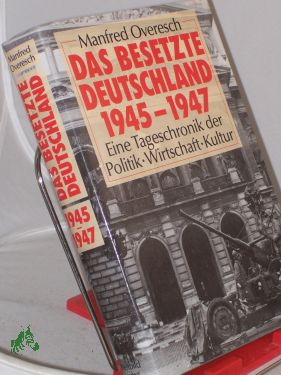 Manfred Overesch
DAS BESETZTE
DEUTSCHLAND
1945–1947
Eine Tageschronik der
Politik·Wirtschaft·Kultur
Manfred
Overesch
DAS BESETZTE
DEUTSCHLAND
1945–
1947